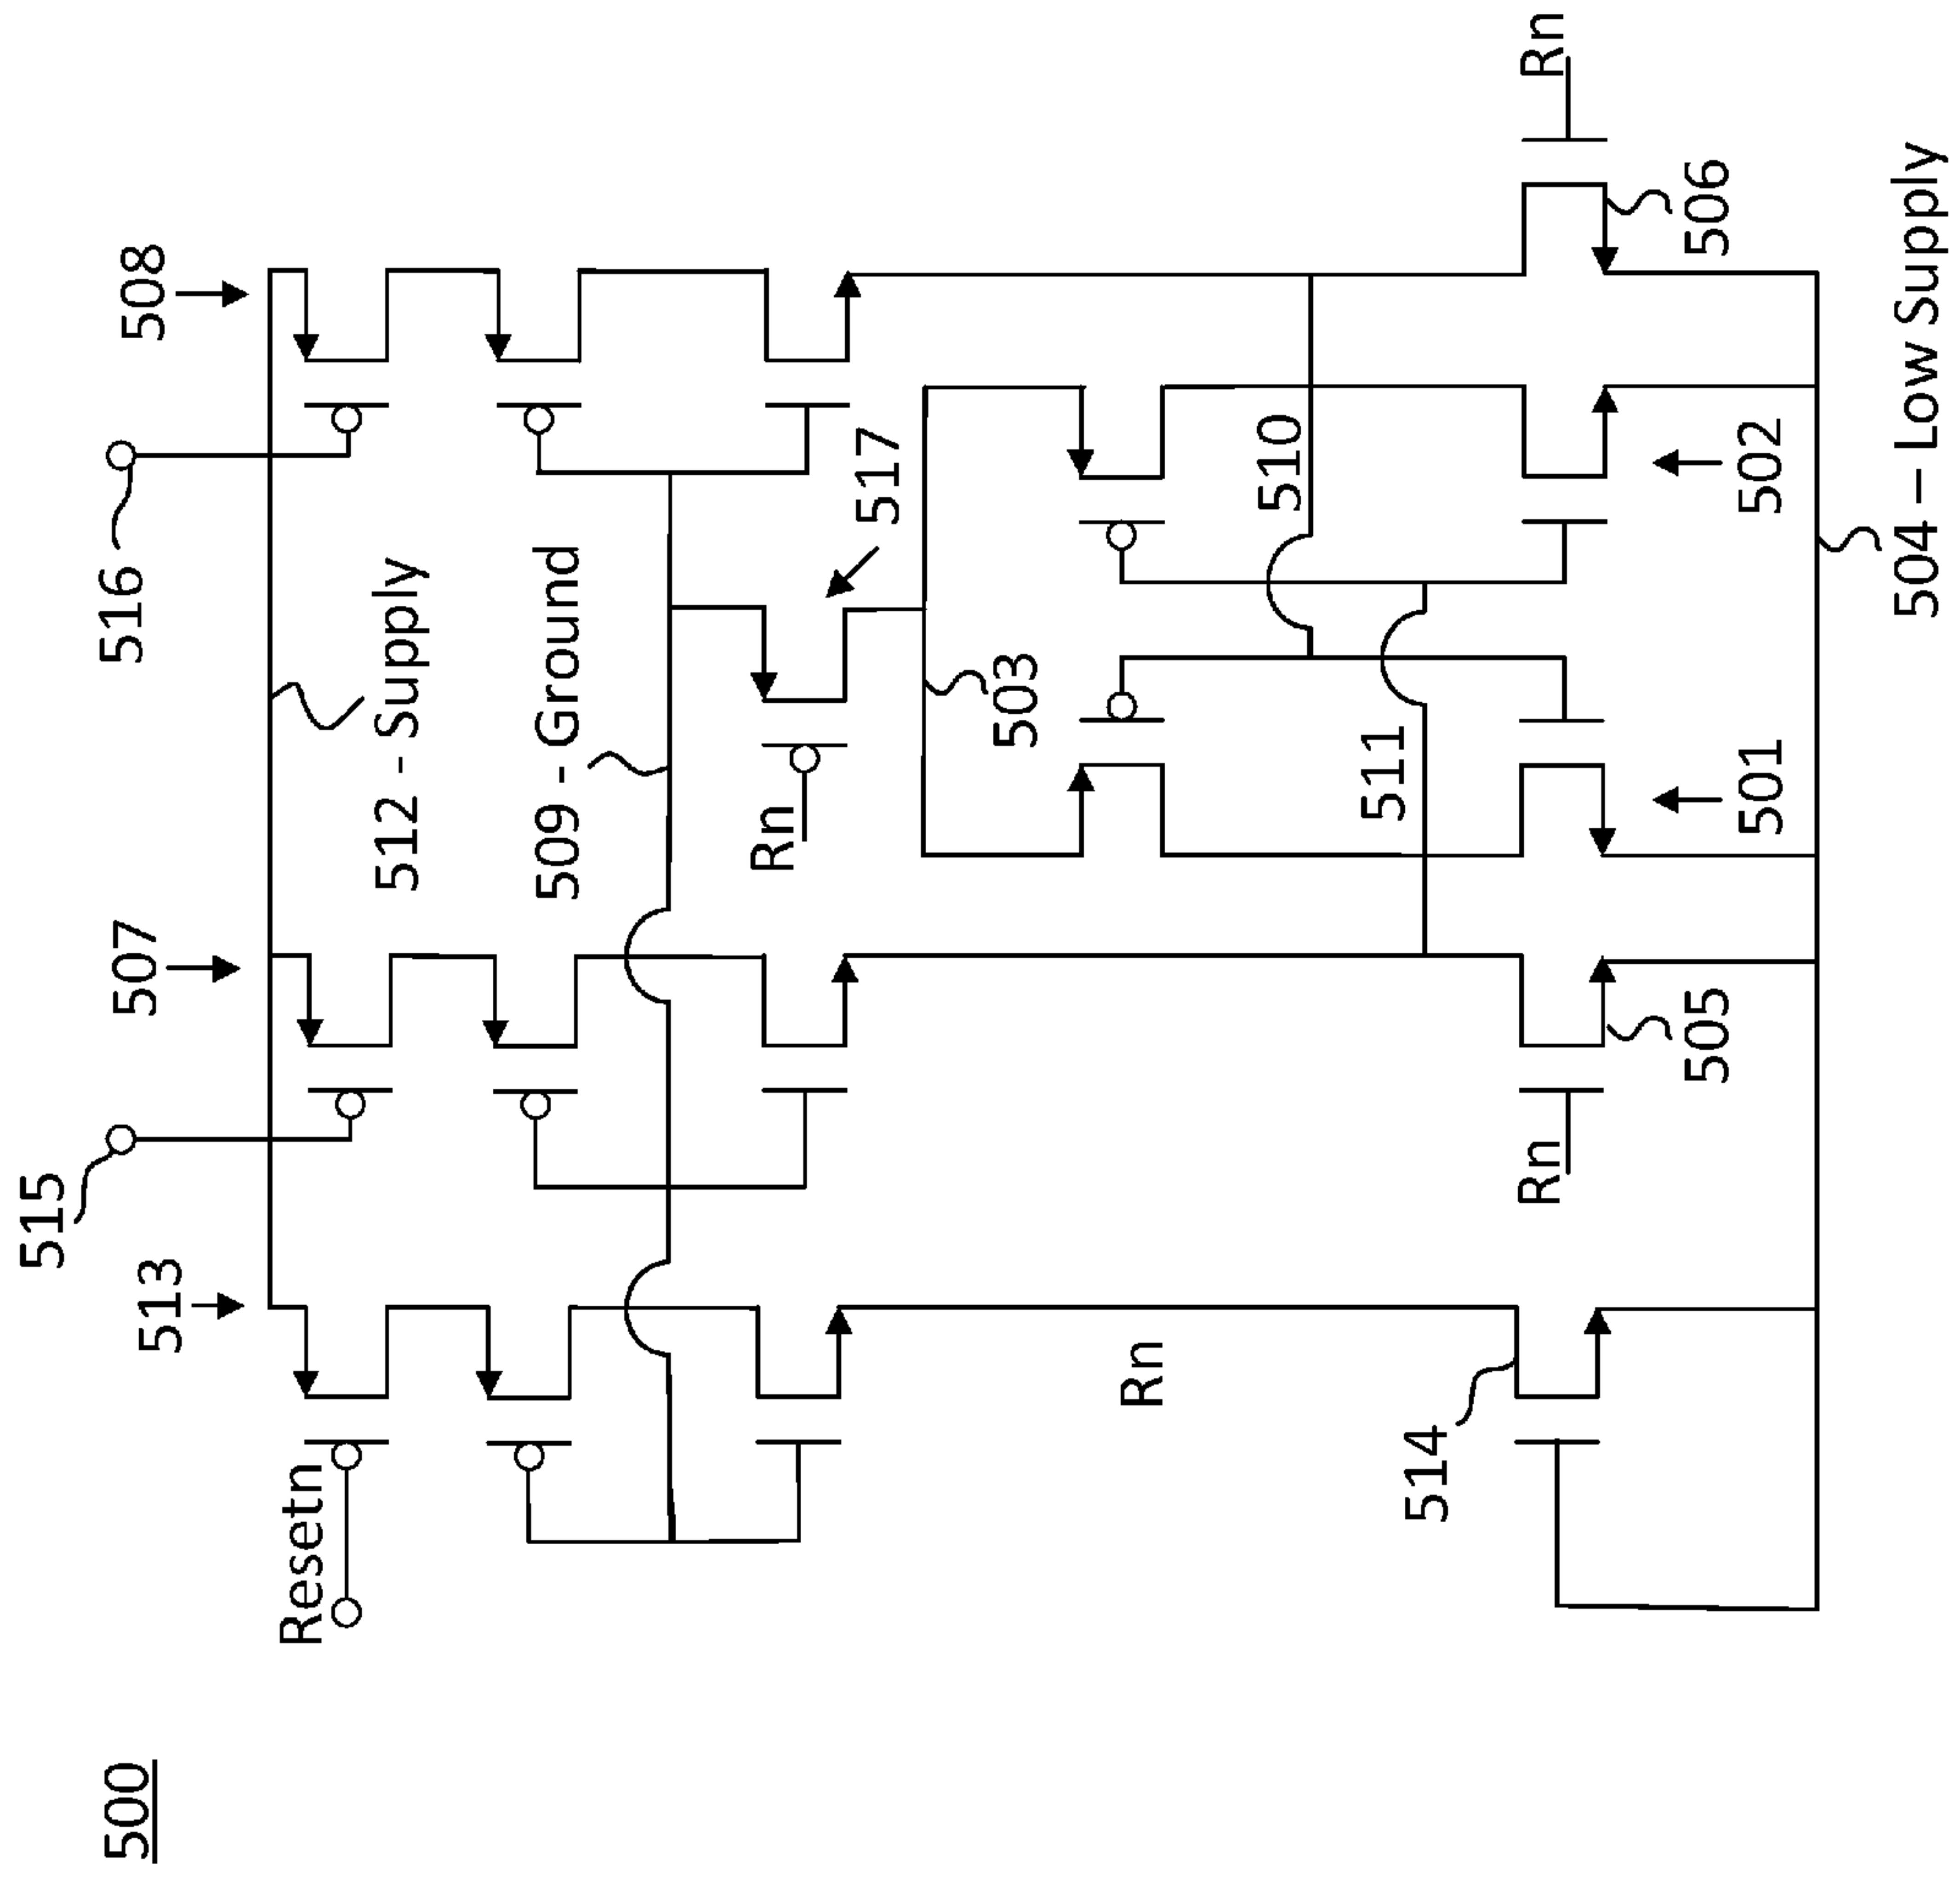 500
Resetn
513
515
507
512 - Supply
516
508
509 - Ground
Rn
517
503
510
511
Rn
514
Rn
505
501
502
506
Rn
504 – Low Supply